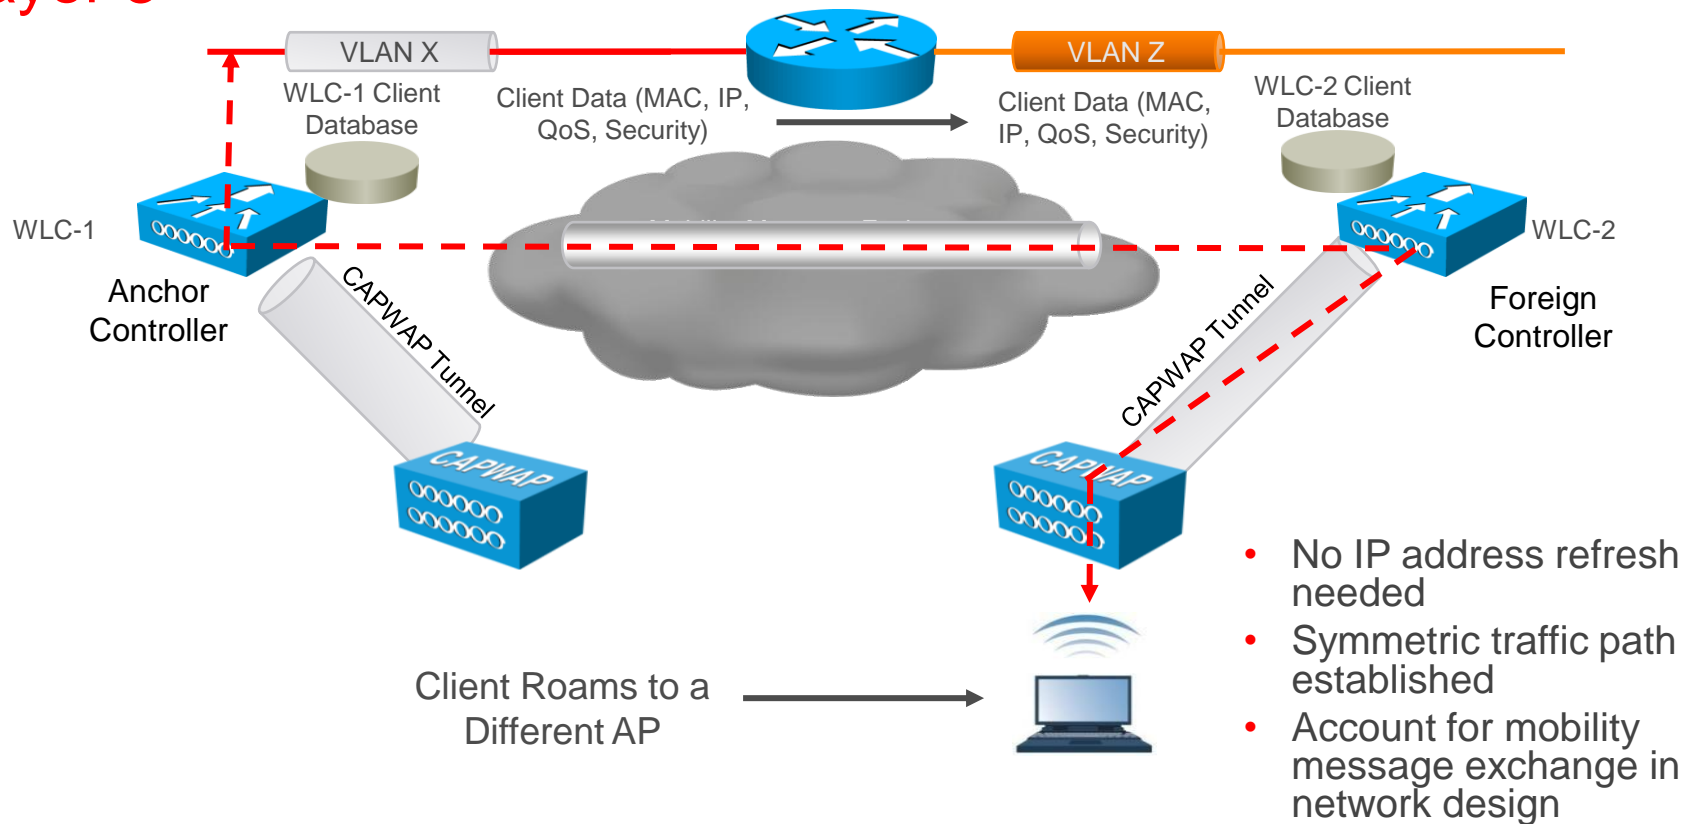 VLAN X
VLAN Z
WLC-1 Client
Database
Client Data (MAC, IP,
QoS, Security)
Client Data (MAC,
IP, QoS, Security)
WLC-2 Client
Database
WLC-1
WLC-2
Anchor
Controller
Foreign
Controller
CAPWAP Tunnel
CAPWAP Tunnel
CAPWAP
CAPWAP
Client Roams to a
Different AP
• No IP address refresh
needed
• Symmetric traffic path
established
• Account for mobility
message exchange in
network design